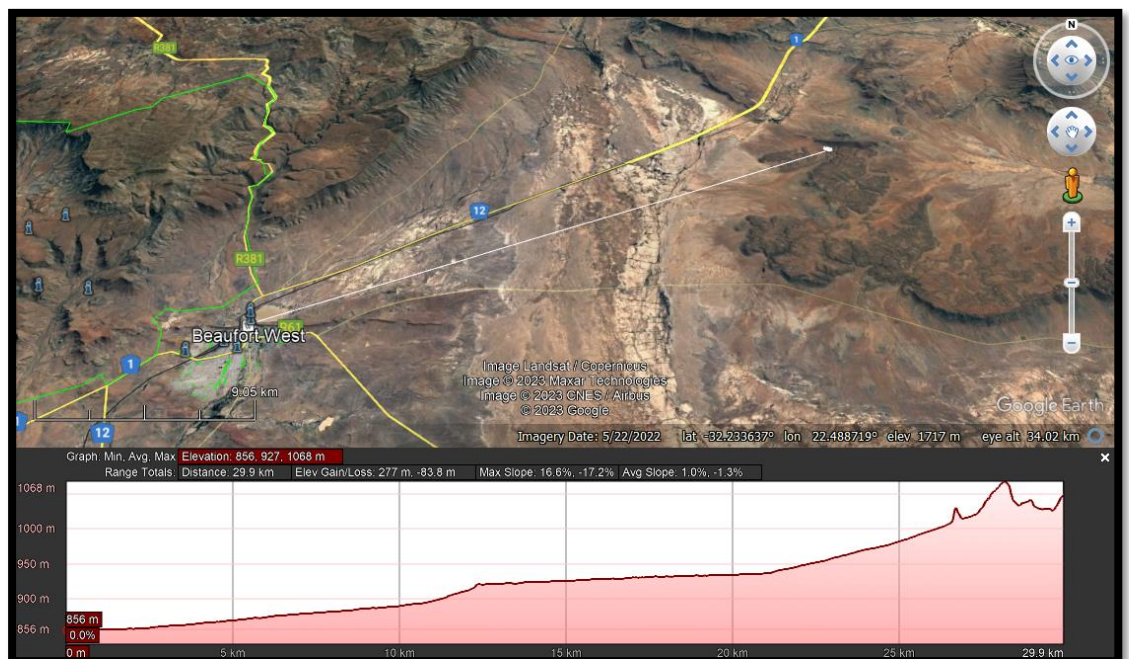 N
R381
1
12
R381
R61
Beaufort West
1
9.05 km
1
12
Image Landsat / Copernicus
Image © 2023 Maxar Technologies
Image © 2023 CNES / Airbus
© 2023 Google
Google Earth
Imagery Date: 5/22/2022 lat -32.233637° lon 22.488719° elev 1717 m eye alt 34.02 km
Graph: Min, Avg, Max Elevation: 856, 927, 1068 m
Range Totals: Distance: 29.9 km Elev Gain/Loss: 277 m, -83.8 m Max Slope: 16.6%, -17.2% Avg Slope: 1.0%, -1.3%
1068 m
1000 m
950 m
900 m
856 m
856 m
0.0%
0 m 5 km 10 km 15 km 20 km 25 km 29.9 km